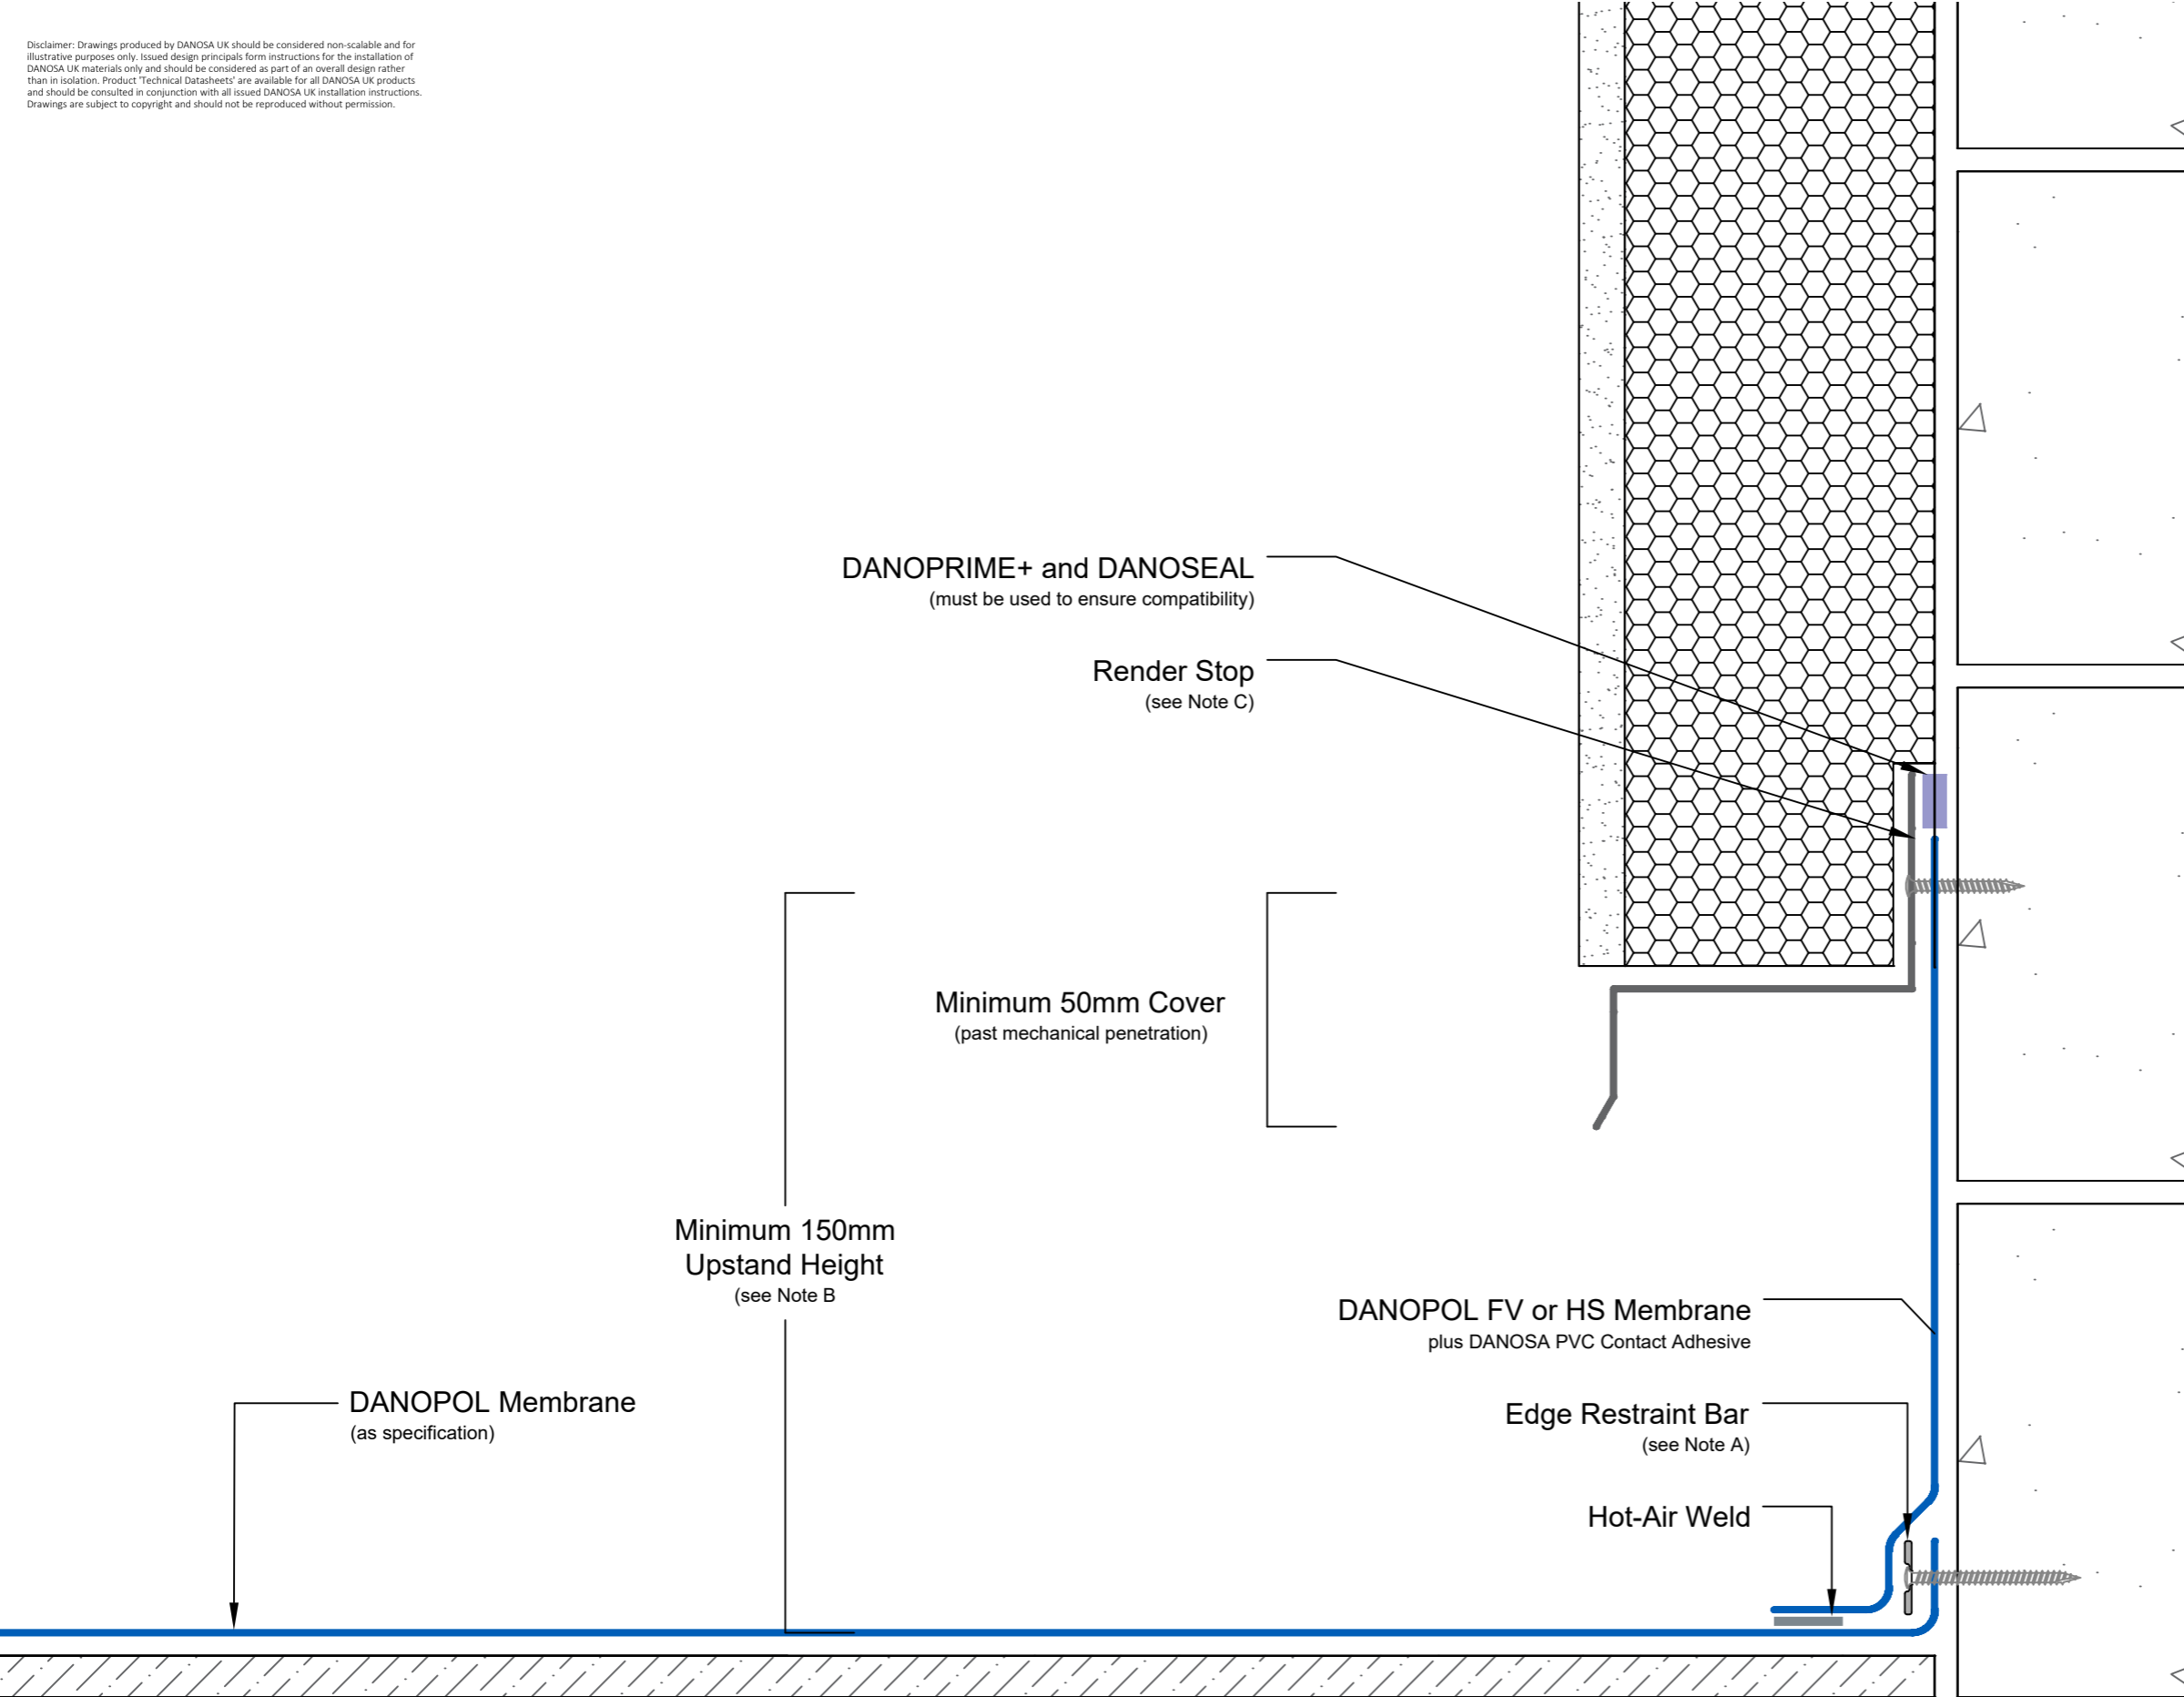 Disclaimer: Drawings produced by DANOSA UK should be considered non-scalable and for
illustrative purposes only. Issued design principals form instructions for the installation of
DANOSA UK materials only and should be considered as part of an overall design rather
than in isolation. Product 'Technical Datasheets' are available for all DANOSA UK products
and should be consulted in conjunction with all issued DANOSA UK installation instructions.
Drawings are subject to copyright and should not be reproduced without permission.
DANOPRIME+ and DANOSEAL
(must be used to ensure compatibility)
Render Stop
(see Note C)
Minimum 50mm Cover
(past mechanical penetration)
Minimum 150mm
Upstand Height
(see Note B
DANOPOL FV or HS Membrane
plus DANOSA PVC Contact Adhesive
DANOPOL Membrane
(as specification)
Edge Restraint Bar
(see Note A)
Hot-Air Weld